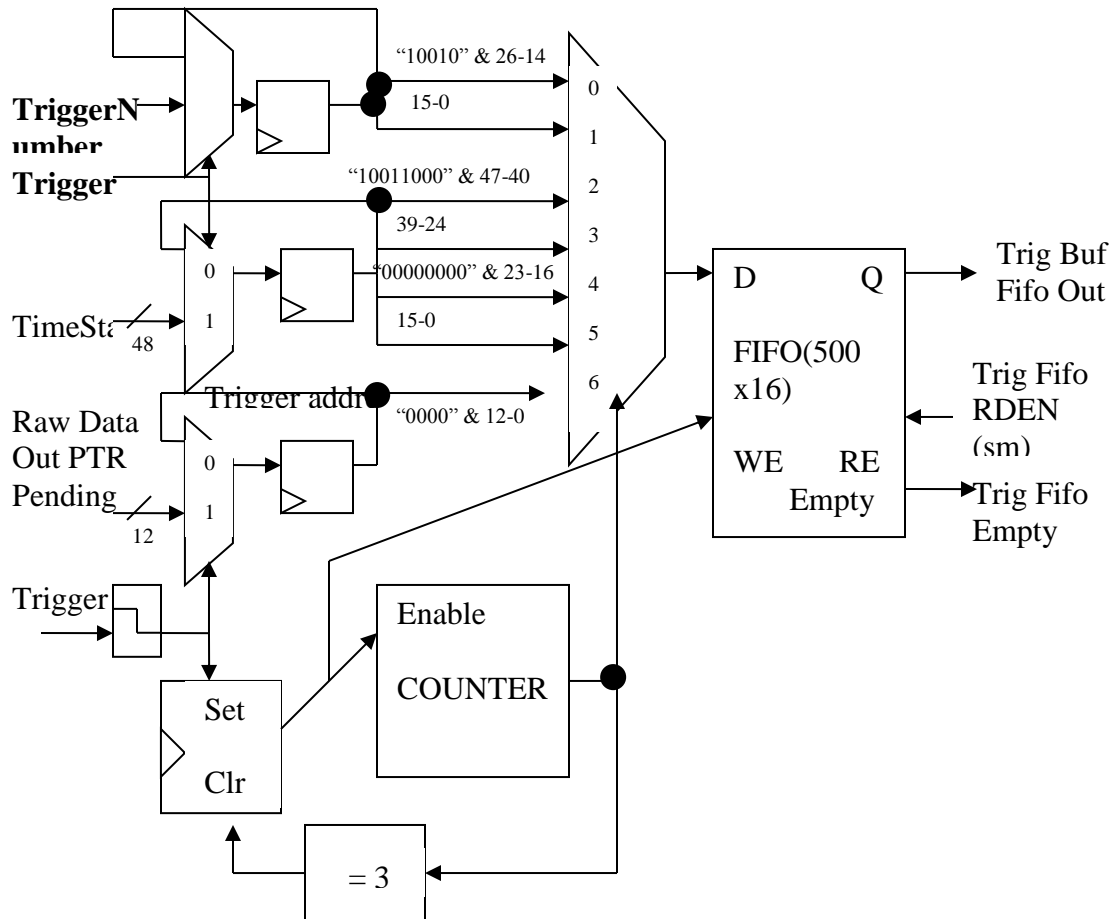 TriggerN
umber
Trigger
"10010" & 26-14
15-0
"10011000" & 47-40
39-24
"00000000" & 23-16
15-0
"0000" & 12-0
0
1
2
3
4
5
6
0
1
TimeSta
48
Trigger addr
Raw Data
Out PTR
Pending
0
1
12
Trigger
Set
Clr
Enable
COUNTER
= 3
D Q
FIFO(500
x16)
WE RE
Empty
Trig Buf
Fifo Out
Trig Fifo
RDEN
(sm)
Trig Fifo
Empty